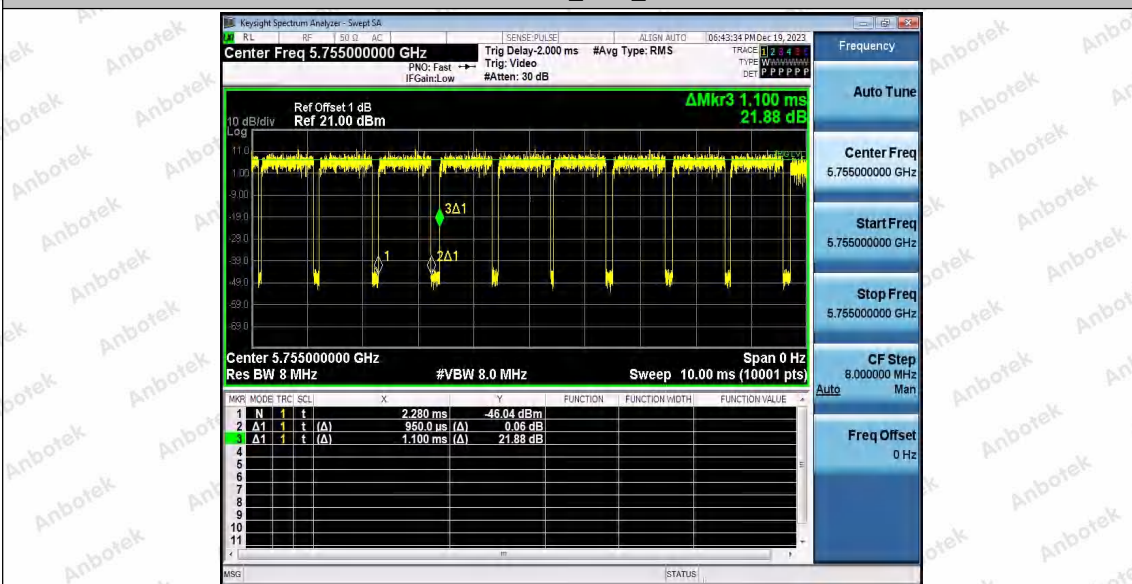 Keysight Spectrum Analyzer - Swept SA
RL RF 50 Ω AC SENSE:PULSE ALIGN AUTO 06:43:34 PM Dec 19, 2023
Center Freq 5.755000000 GHz
PNO: Fast
IFGain:Low
Trig Delay-2.000 ms
Trig: Video
#Atten: 30 dB
#Avg Type: RMS
TRACE 1 2 3 4 5 6
TYPE W
DET P P P P P P
ΔMkr3 1.100 ms
21.88 dB
Ref Offset 1 dB
10 dB/div Ref 21.00 dBm
Log
11.0
1.00
-9.00
-19.0
-29.0
-39.0
-49.0
-59.0
-69.0
3Δ1
1
2Δ1
Center 5.755000000 GHz Span 0 Hz
Res BW 8 MHz #VBW 8.0 MHz Sweep 10.00 ms (10001 pts)
MKR MODE TRC SCL X Y FUNCTION FUNCTION WIDTH FUNCTION VALUE
1 N 1 t 2.280 ms -46.04 dBm
2 Δ1 1 t (Δ) 950.0 µs (Δ) 0.06 dB
3 Δ1 1 t (Δ) 1.100 ms (Δ) 21.88 dB
4
5
6
7
8
9
10
11
MSG STATUS
Frequency
Auto Tune
Center Freq
5.755000000 GHz
Start Freq
5.755000000 GHz
Stop Freq
5.755000000 GHz
CF Step
8.000000 MHz
Auto Man
Freq Offset
0 Hz
Anbotek